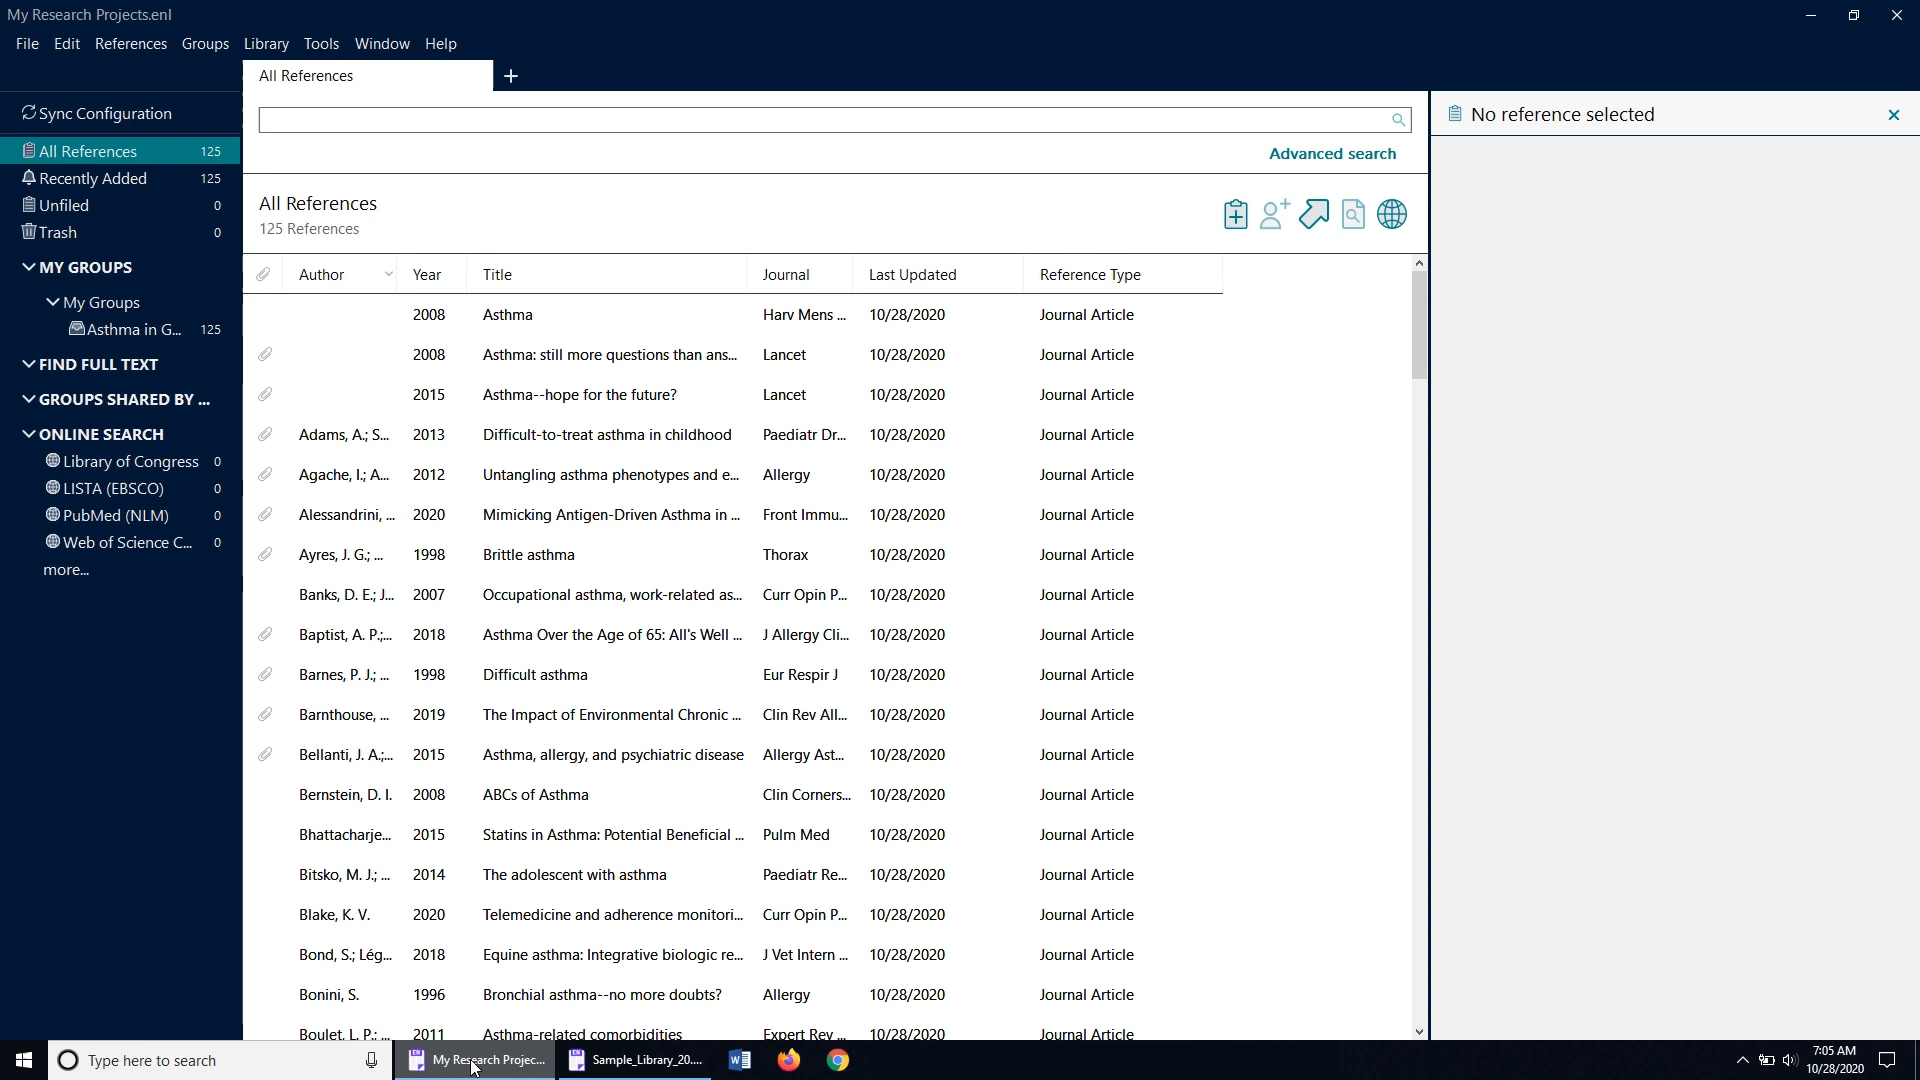 My Research Projects.enl
File Edit References Groups Library Tools Window Help
All References
Sync Configuration
All References 125
Recently Added 125
Unfiled 0
Trash 0
MY GROUPS
My Groups
Asthma in G... 125
FIND FULL TEXT
GROUPS SHARED BY ...
ONLINE SEARCH
Library of Congress 0
LISTA (EBSCO) 0
PubMed (NLM) 0
Web of Science C... 0
more...
Advanced search
All References
125 References
Author Year Title Journal Last Updated Reference Type
2008 Asthma Harv Mens ... 10/28/2020 Journal Article
2008 Asthma: still more questions than ans... Lancet 10/28/2020 Journal Article
2015 Asthma--hope for the future? Lancet 10/28/2020 Journal Article
Adams, A.; S... 2013 Difficult-to-treat asthma in childhood Paediatr Dr... 10/28/2020 Journal Article
Agache, I.; A... 2012 Untangling asthma phenotypes and e... Allergy 10/28/2020 Journal Article
Alessandrini, ... 2020 Mimicking Antigen-Driven Asthma in ... Front Immu... 10/28/2020 Journal Article
Ayres, J. G.; ... 1998 Brittle asthma Thorax 10/28/2020 Journal Article
Banks, D. E.; J... 2007 Occupational asthma, work-related as... Curr Opin P... 10/28/2020 Journal Article
Baptist, A. P.;... 2018 Asthma Over the Age of 65: All's Well ... J Allergy Cli... 10/28/2020 Journal Article
Barnes, P. J.; ... 1998 Difficult asthma Eur Respir J 10/28/2020 Journal Article
Barnthouse, ... 2019 The Impact of Environmental Chronic ... Clin Rev All... 10/28/2020 Journal Article
Bellanti, J. A.;... 2015 Asthma, allergy, and psychiatric disease Allergy Ast... 10/28/2020 Journal Article
Bernstein, D. I. 2008 ABCs of Asthma Clin Corners... 10/28/2020 Journal Article
Bhattacharje... 2015 Statins in Asthma: Potential Beneficial ... Pulm Med 10/28/2020 Journal Article
Bitsko, M. J.; ... 2014 The adolescent with asthma Paediatr Re... 10/28/2020 Journal Article
Blake, K. V. 2020 Telemedicine and adherence monitori... Curr Opin P... 10/28/2020 Journal Article
Bond, S.; Lég... 2018 Equine asthma: Integrative biologic re... J Vet Intern ... 10/28/2020 Journal Article
Bonini, S. 1996 Bronchial asthma--no more doubts? Allergy 10/28/2020 Journal Article
Boulet, L. P.; ... 2011 Asthma-related comorbidities Expert Rev ... 10/28/2020 Journal Article
No reference selected
Type here to search
My Research Projec...
Sample_Library_20....
7:05 AM
10/28/2020